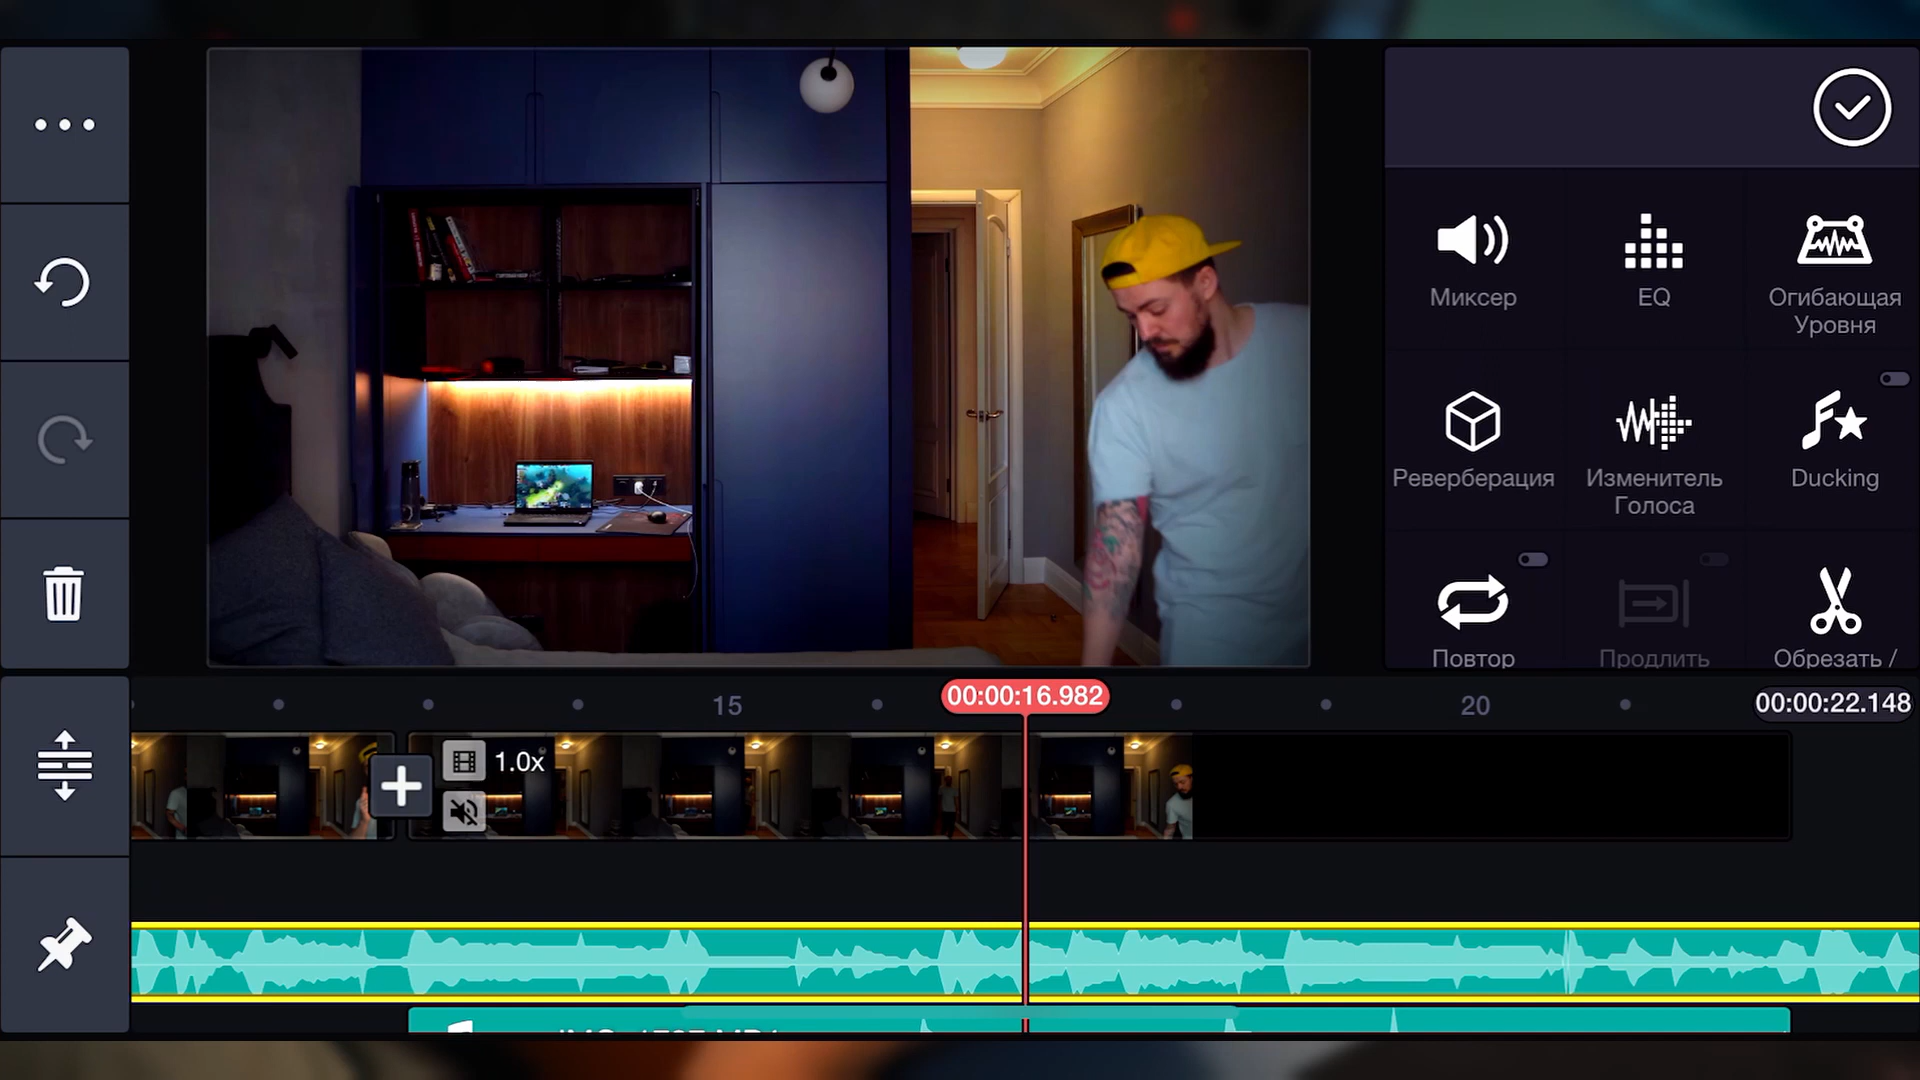 Миксер
EQ
Огибающая
Уровня
Реверберация
Изменитель
Голоса
Ducking
Повтор
Продлить
Обрезать /
15
00:00:16.982
20
00:00:22.148
1.0x